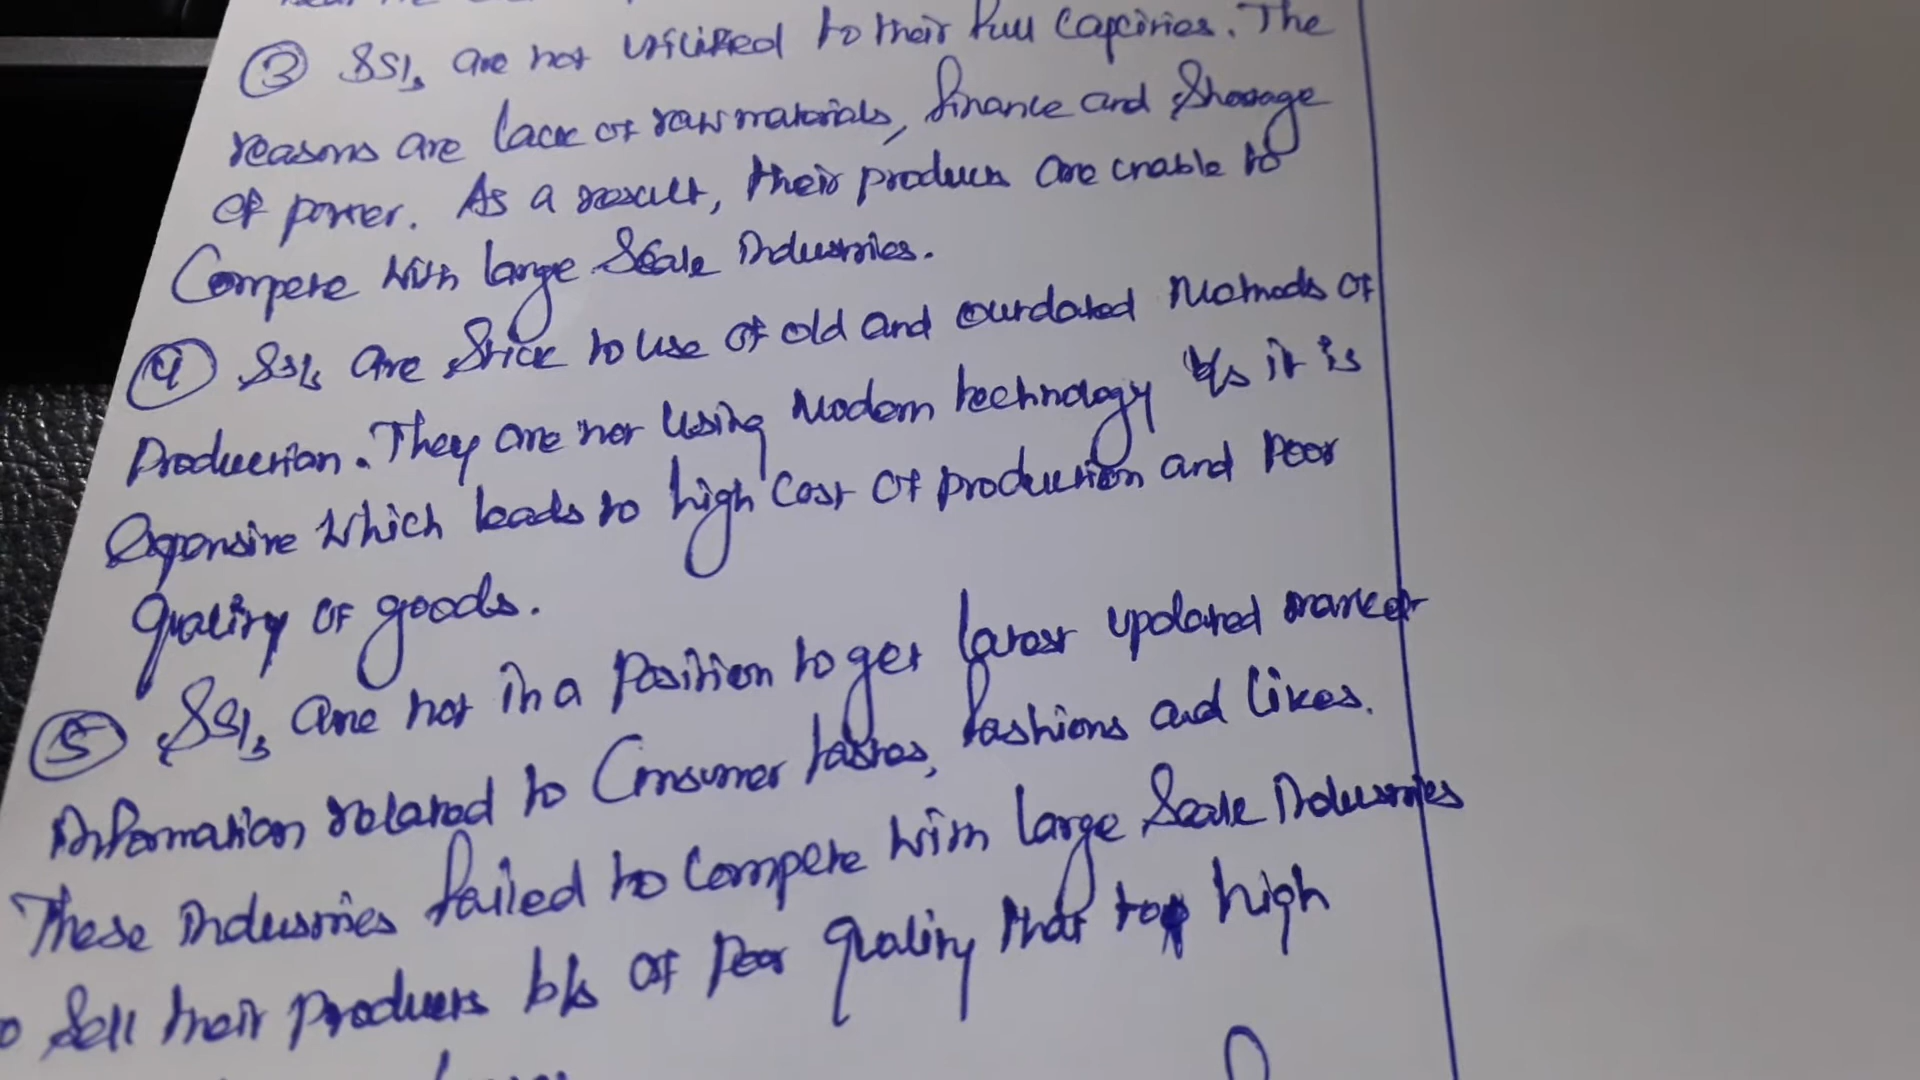 ③ SSIs are not utilised to their full capcities. The
reasons are lack of raw materials, finance and shorage
of power. As a result, their products are unable to
Compete with large Scale Industries.
④ SSIs are stick to use of old and outdated Methods of
Production. They are not using Modern technology b/s it is
expensive which leads to high cost of production and Poor
quality of goods.
⑤ SSIs are not in a Position to get latest updated market
Information related to Consumer tastes, fashions and likes.
These Industries failed to compete with large Scale Industries
Sell their products b/s of poor quality that too high